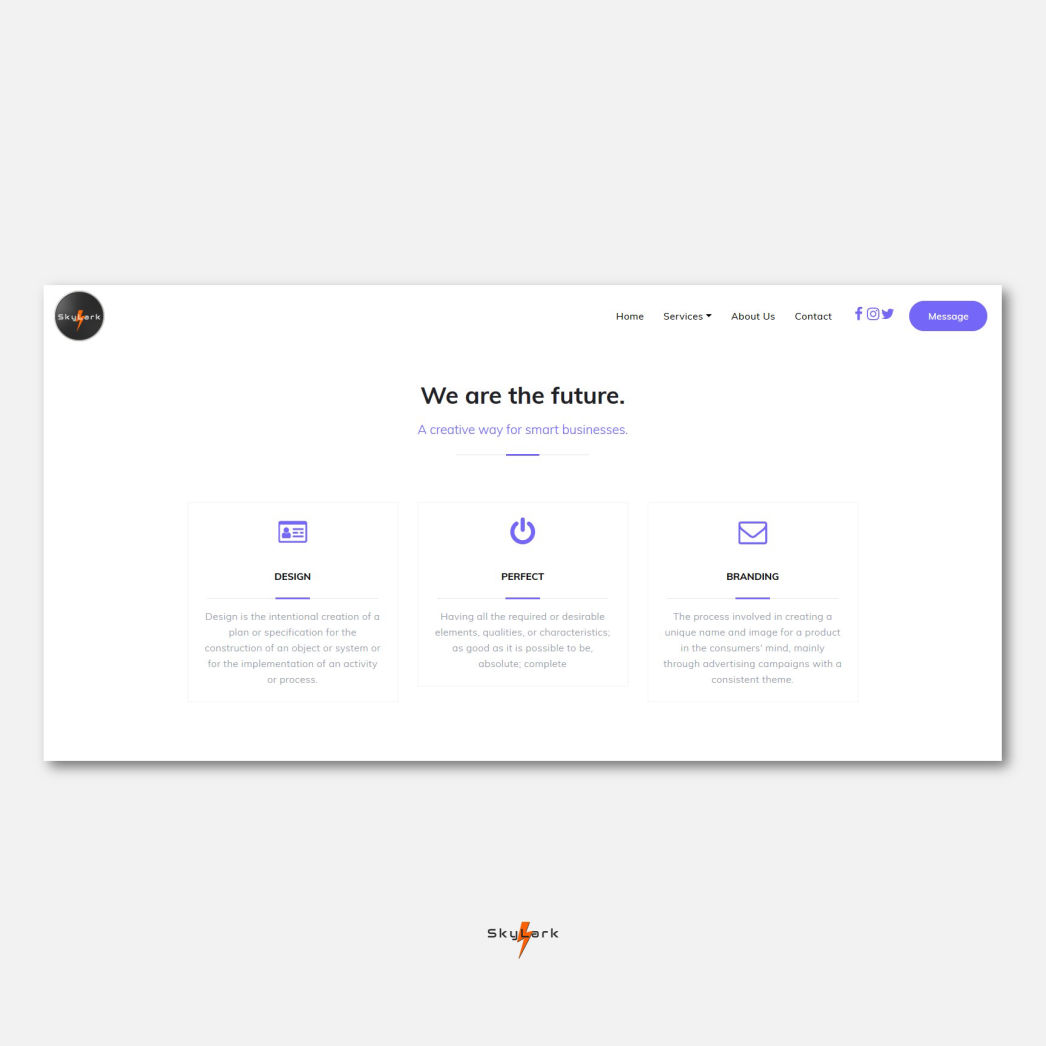 SkyLark
Home Services About Us Contact Message
We are the future.
A creative way for smart businesses.
DESIGN
Design is the intentional creation of a
plan or specification for the
construction of an object or system or
for the implementation of an activity
or process.
PERFECT
Having all the required or desirable
elements, qualities, or characteristics;
as good as it is possible to be,
absolute; complete
BRANDING
The process involved in creating a
unique name and image for a product
in the consumers' mind, mainly
through advertising campaigns with a
consistent theme.
SkyLark